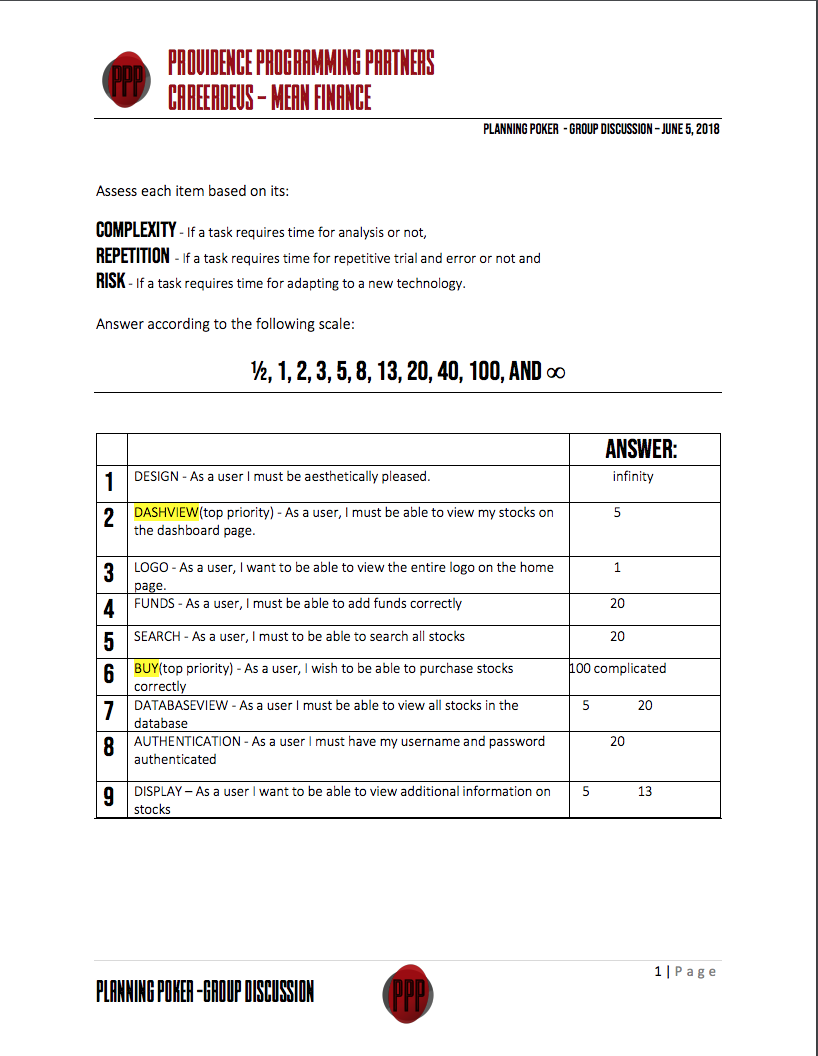 PPP
PROVIDENCE PROGRAMMING PARTNERS
CAREERDEVS – MEAN FINANCE
PLANNING POKER - GROUP DISCUSSION – JUNE 5, 2018
Assess each item based on its:
COMPLEXITY - If a task requires time for analysis or not,
REPETITION - If a task requires time for repetitive trial and error or not and
RISK - If a task requires time for adapting to a new technology.
Answer according to the following scale:
½, 1, 2, 3, 5, 8, 13, 20, 40, 100, AND ∞
ANSWER:
1 DESIGN - As a user I must be aesthetically pleased. infinity
2 DASHVIEW(top priority) - As a user, I must be able to view my stocks on 5
the dashboard page.
3 LOGO - As a user, I want to be able to view the entire logo on the home 1
page.
4 FUNDS - As a user, I must be able to add funds correctly 20
5 SEARCH - As a user, I must to be able to search all stocks 20
6 BUY(top priority) - As a user, I wish to be able to purchase stocks 100 complicated
correctly
7 DATABASEVIEW - As a user I must be able to view all stocks in the 5 20
database
8 AUTHENTICATION - As a user I must have my username and password 20
authenticated
9 DISPLAY – As a user I want to be able to view additional information on 5 13
stocks
1 | Page
PLANNING POKER -GROUP DISCUSSION
PPP